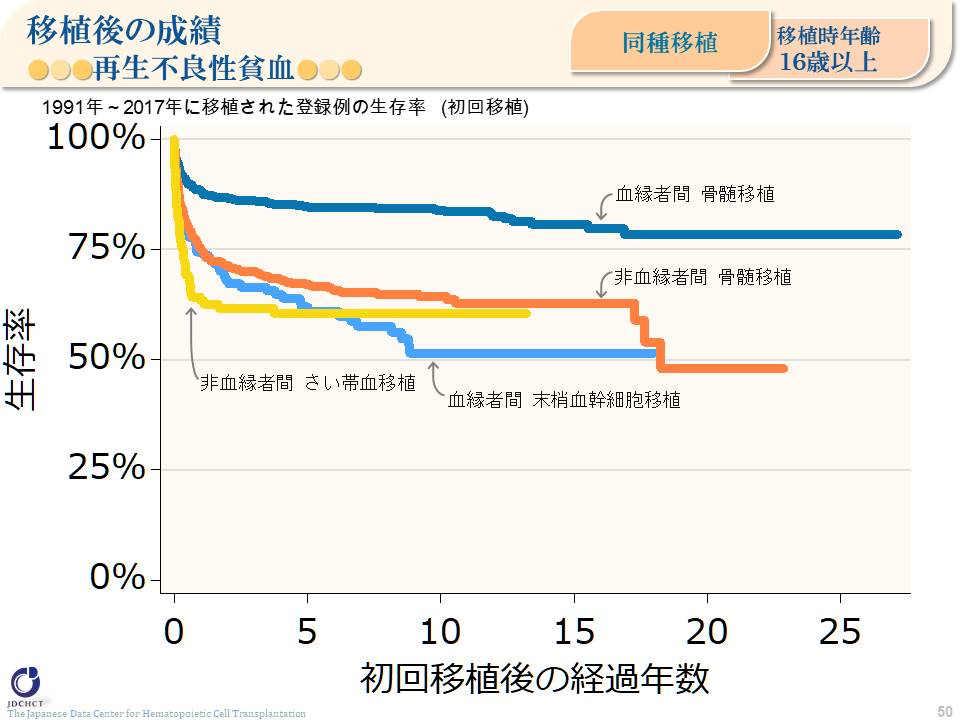 移植後の成績
再生不良性貧血
同種移植
移植時年齢
16歳以上
1991年～2017年に移植された登録例の生存率 (初回移植)
生存率
100%
75%
50%
25%
0%
血縁者間 骨髄移植
非血縁者間 骨髄移植
非血縁者間 さい帯血移植
血縁者間 末梢血幹細胞移植
0 5 10 15 20 25
初回移植後の経過年数
JDCHCT
The Japanese Data Center for Hematopoietic Cell Transplantation
50